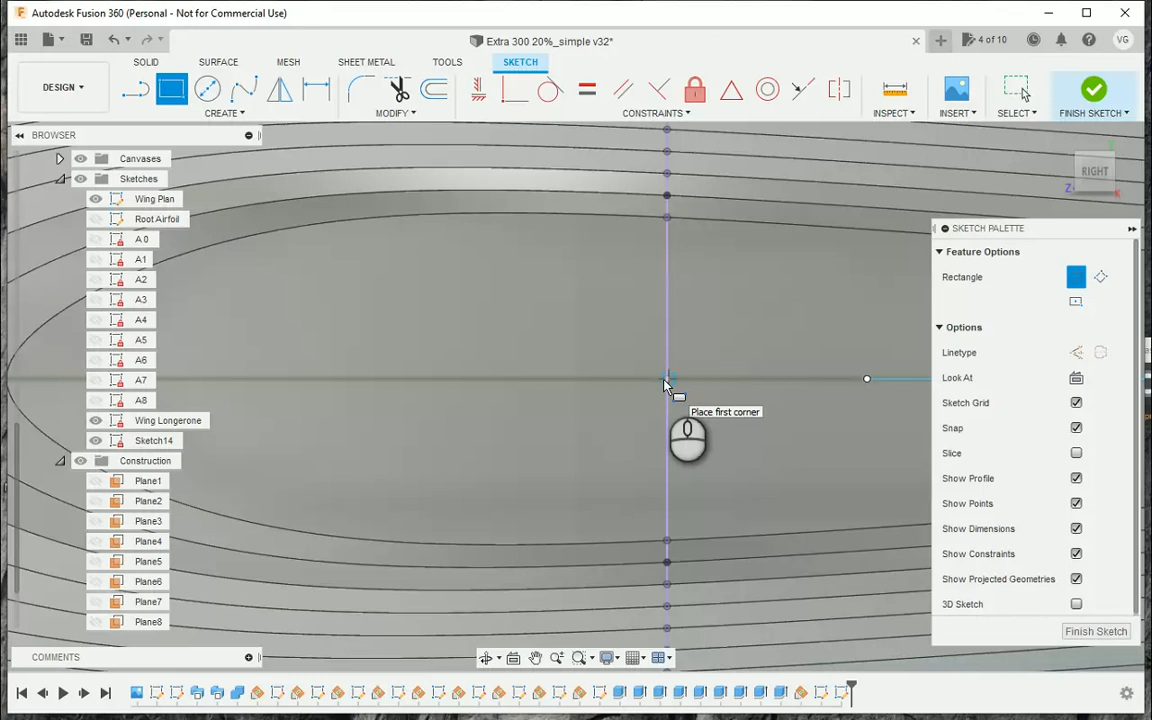 Autodesk Fusion 360 (Personal - Not for Commercial Use)
Extra 300 20%_simple v32*
4 of 10
VG
SOLID
SURFACE
MESH
SHEET METAL
TOOLS
SKETCH
DESIGN
CREATE
MODIFY
CONSTRAINTS
INSPECT
INSERT
SELECT
FINISH SKETCH
BROWSER
Canvases
Sketches
Wing Plan
Root Airfoil
A 0
A1
A2
A3
A4
A5
A6
A7
A8
Wing Longerone
Sketch14
Construction
Plane1
Plane2
Plane3
Plane4
Plane5
Plane6
Plane7
Plane8
COMMENTS
Place first corner
RIGHT
Z
X
SKETCH PALETTE
Feature Options
Rectangle
Options
Linetype
Look At
Sketch Grid
Snap
Slice
Show Profile
Show Points
Show Dimensions
Show Constraints
Show Projected Geometries
3D Sketch
Finish Sketch